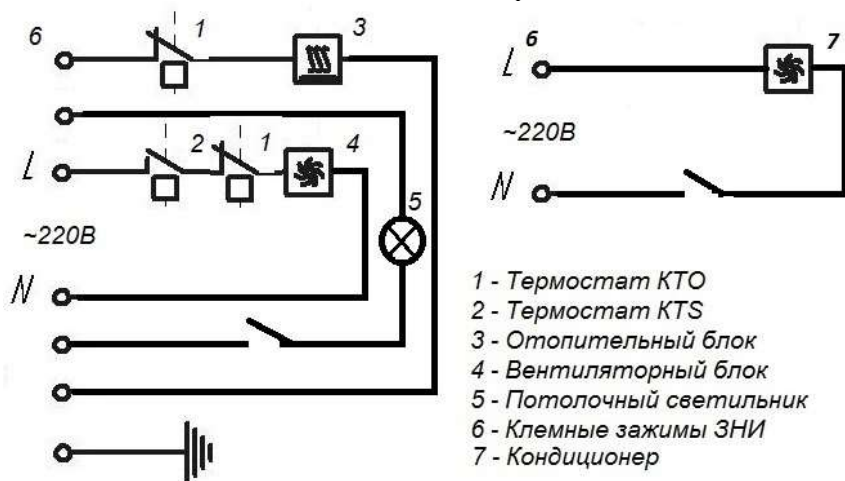 6 1 3
2 1 4
L
5
~220В
N
6 7
L
~220В
N
1 - Термостат КТО
2 - Термостат KTS
3 - Отопительный блок
4 - Вентиляторный блок
5 - Потолочный светильник
6 - Клемные зажимы ЗНИ
7 - Кондиционер